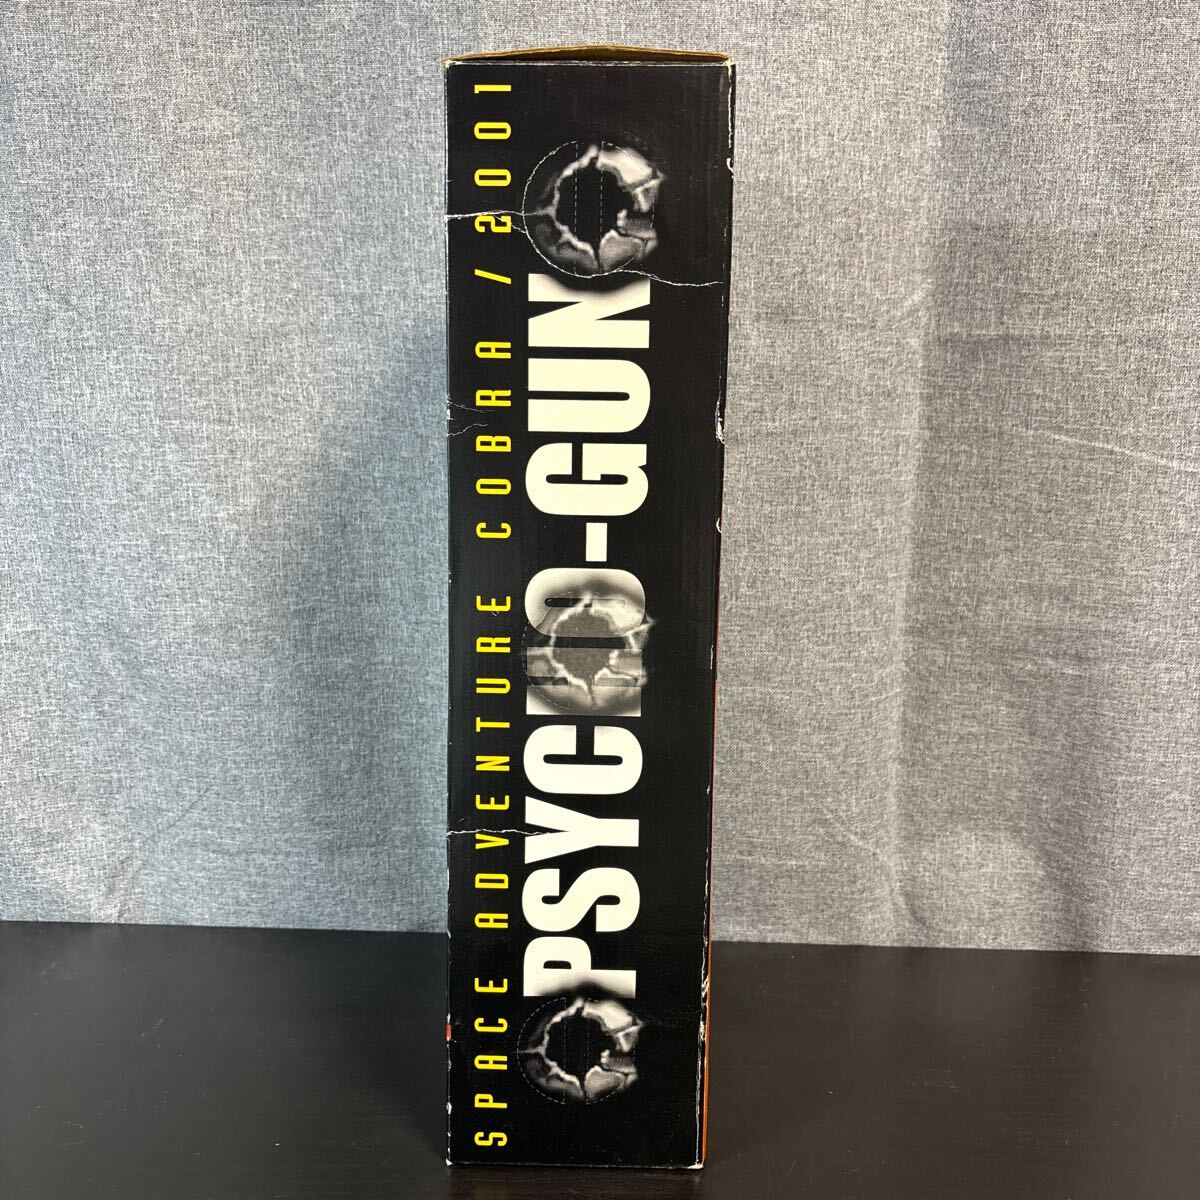 SPACE ADVENTURE COBRA / 2001
PSYCHO-GUN